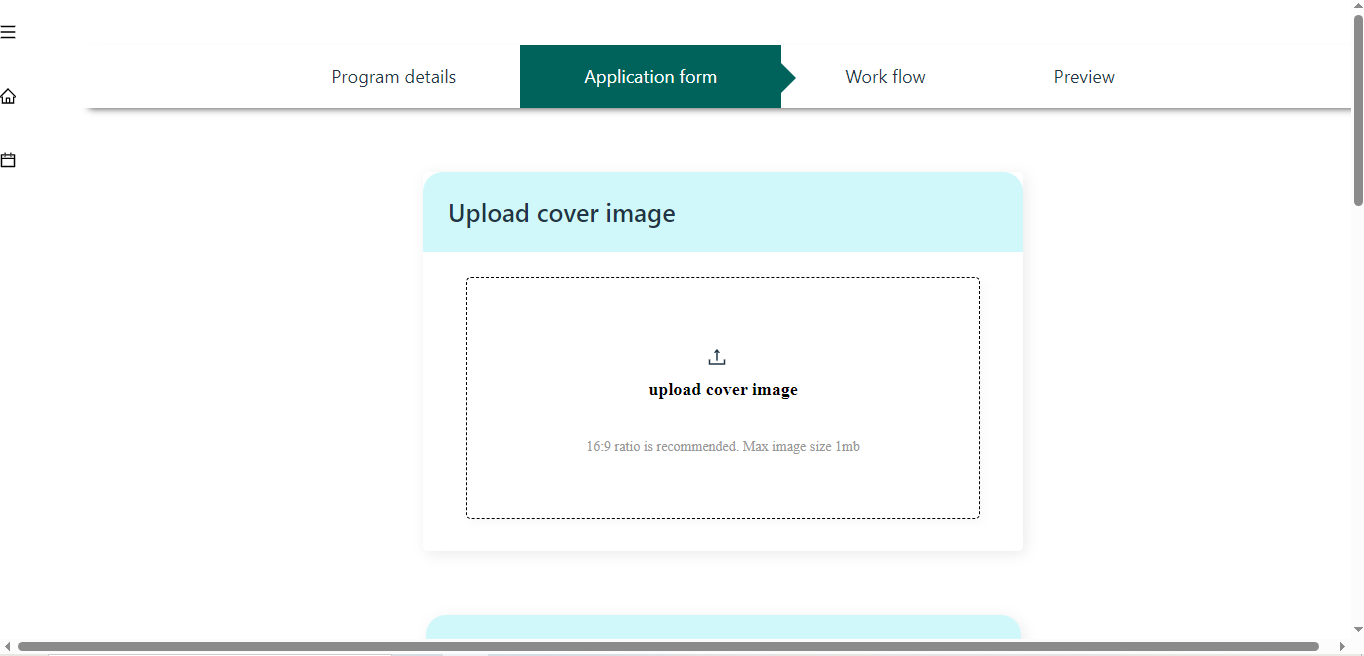 Program details Application form Work flow Preview
Upload cover image
upload cover image
16:9 ratio is recommended. Max image size 1mb